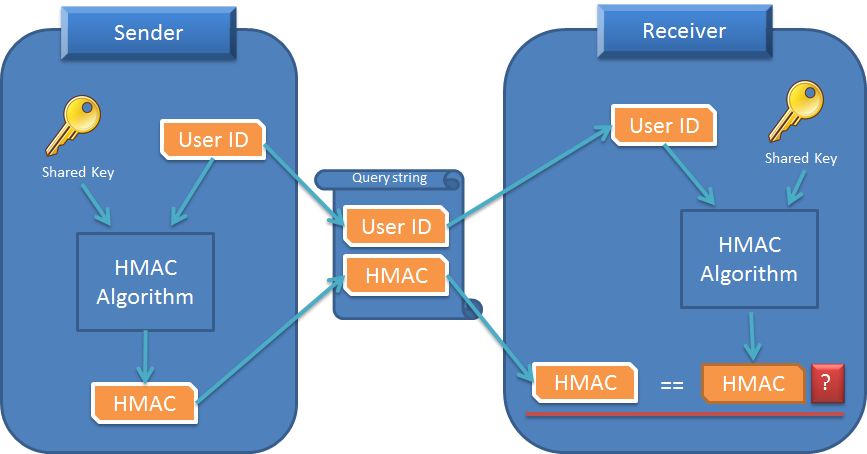 Sender
Shared Key
User ID
HMAC
Algorithm
HMAC
Query string
User ID
HMAC
Receiver
User ID
Shared Key
HMAC
Algorithm
HMAC == HMAC ?